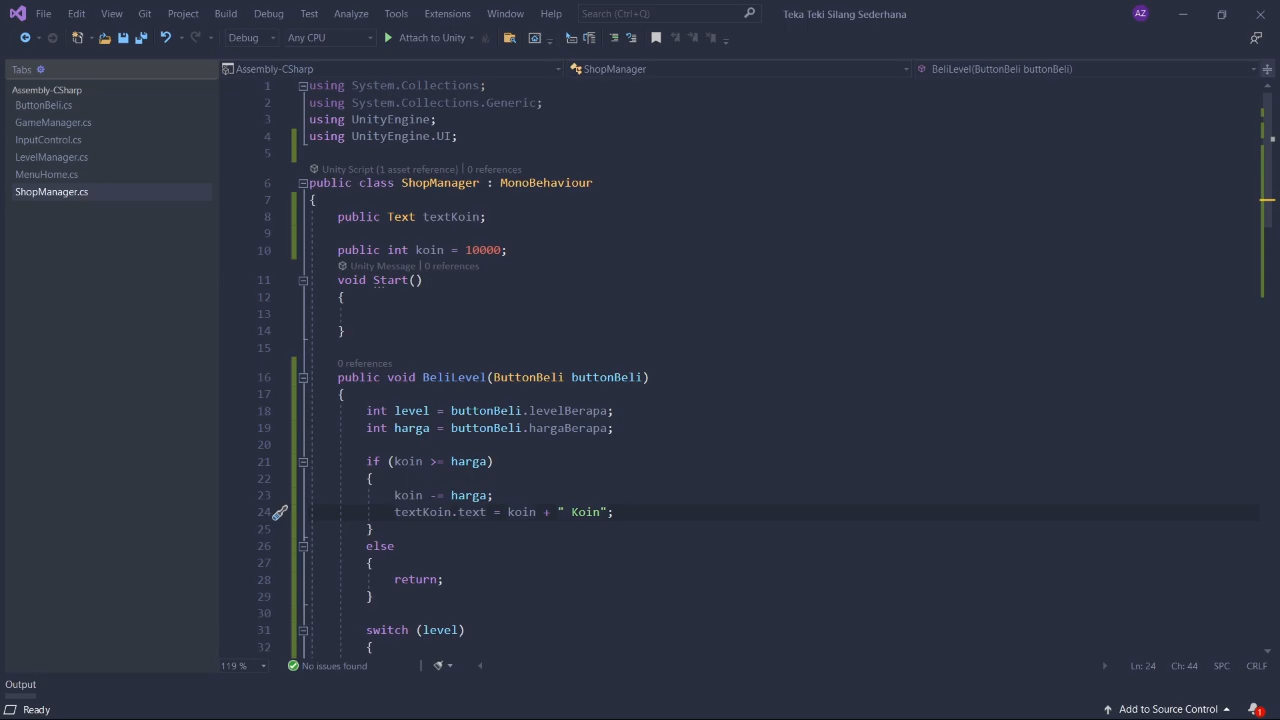 File Edit View Git Project Build Debug Test Analyze Tools Extensions Window Help Search (Ctrl+Q) Teka Teki Silang Sederhana AZ
Debug Any CPU Attach to Unity
Tabs
Assembly-CSharp ShopManager BeliLevel(ButtonBeli buttonBeli)
Assembly-CSharp
ButtonBeli.cs
GameManager.cs
InputControl.cs
LevelManager.cs
MenuHome.cs
ShopManager.cs
1 using System.Collections;
2 using System.Collections.Generic;
3 using UnityEngine;
4 using UnityEngine.UI;
5
Unity Script (1 asset reference) | 0 references
6 public class ShopManager : MonoBehaviour
7 {
8 public Text textKoin;
9
10 public int koin = 10000;
Unity Message | 0 references
11 void Start()
12 {
13
14 }
15
0 references
16 public void BeliLevel(ButtonBeli buttonBeli)
17 {
18 int level = buttonBeli.levelBerapa;
19 int harga = buttonBeli.hargaBerapa;
20
21 if (koin >= harga)
22 {
23 koin -= harga;
24 textKoin.text = koin + " Koin";
25 }
26 else
27 {
28 return;
29 }
30
31 switch (level)
32 {
119 % No issues found Ln: 24 Ch: 44 SPC CRLF
Output
Ready Add to Source Control 1